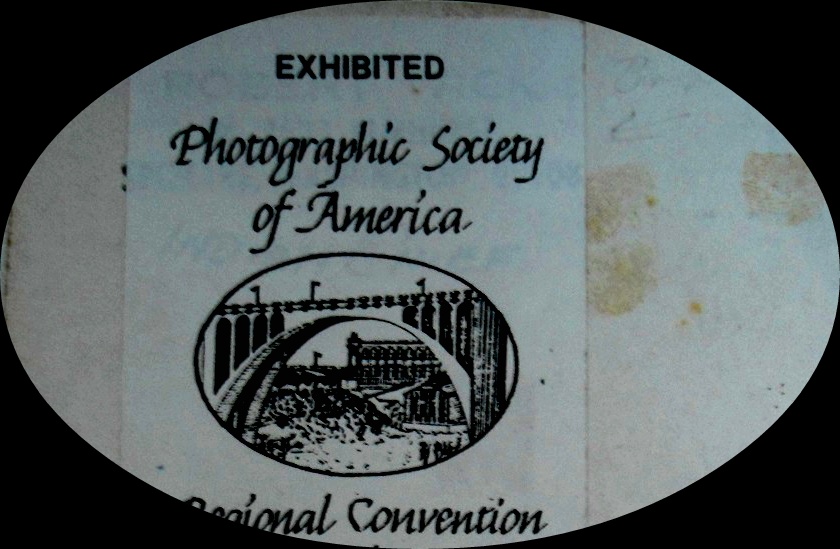 EXHIBITED
Photographic Society
of America
Regional Convention